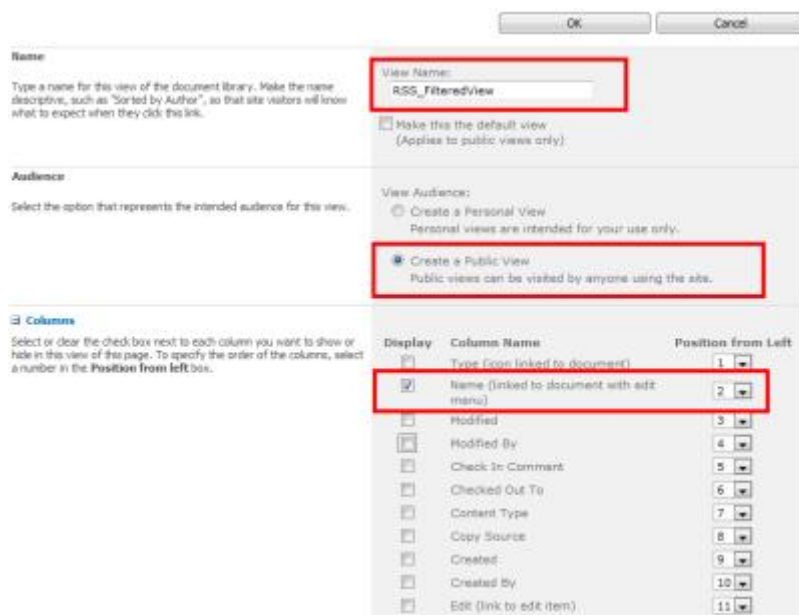 OK Cancel
Name
Type a name for this view of the document library. Make the name
descriptive, such as "Sorted by Author", so that site visitors will know
what to expect when they click this link.
View Name:
RSS_FilteredView
Make this the default view
(Applies to public views only)
Audience
Select the option that represents the intended audience for this view.
View Audience:
Create a Personal View
Personal views are intended for your use only.
Create a Public View
Public views can be visited by anyone using the site.
Columns
Select or clear the check box next to each column you want to show or
hide in this view of this page. To specify the order of the columns, select
a number in the Position from left box.
Display Column Name Position from Left
Type (icon linked to document) 1
Name (linked to document with edit
menu) 2
Modified 3
Modified By 4
Check In Comment 5
Checked Out To 6
Content Type 7
Copy Source 8
Created 9
Created By 10
Edit (link to edit item) 11